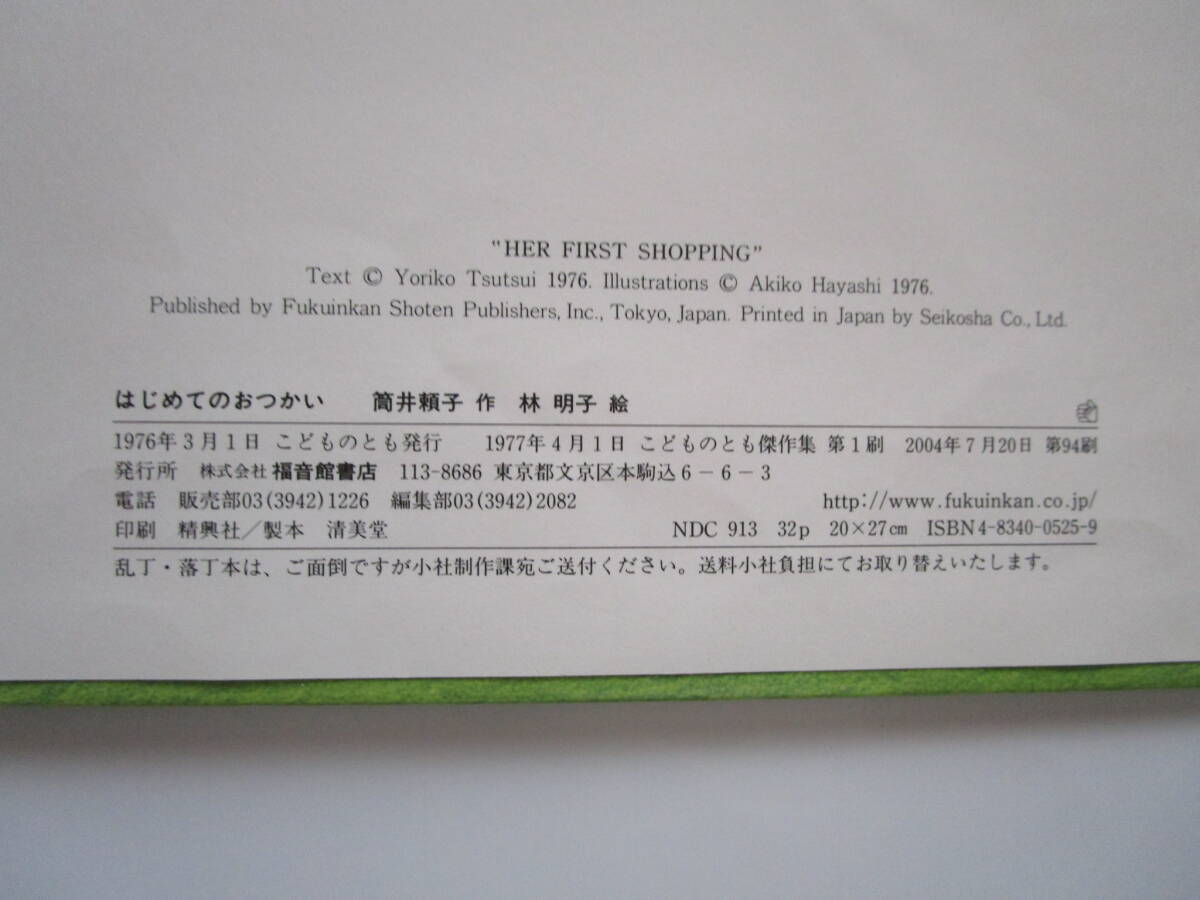 "HER FIRST SHOPPING"
Text © Yoriko Tsutsui 1976. Illustrations © Akiko Hayashi 1976.
Published by Fukuinkan Shoten Publishers, Inc., Tokyo, Japan. Printed in Japan by Seikosha Co., Ltd.
はじめてのおつかい 筒井頼子 作 林 明子 絵
1976年3月1日 こどものとも発行 1977年4月1日 こどものとも傑作集 第1刷 2004年7月20日 第94刷
発行所 株式会社 福音館書店 113-8686 東京都文京区本駒込6-6-3
電話 販売部03(3942)1226 編集部03(3942)2082 http://www.fukuinkan.co.jp/
印刷 精興社/製本 清美堂 NDC 913 32p 20×27cm ISBN4-8340-0525-9
乱丁・落丁本は、ご面倒ですが小社制作課宛ご送付ください。送料小社負担にてお取り替えいたします。